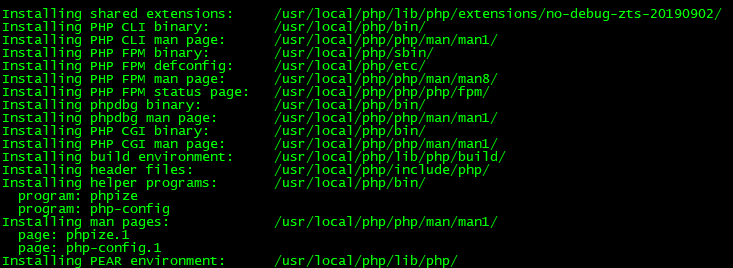 Installing shared extensions:     /usr/local/php/lib/php/extensions/no-debug-zts-20190902/
Installing PHP CLI binary:        /usr/local/php/bin/
Installing PHP CLI man page:      /usr/local/php/php/man/man1/
Installing PHP FPM binary:        /usr/local/php/sbin/
Installing PHP FPM defconfig:     /usr/local/php/etc/
Installing PHP FPM man page:      /usr/local/php/php/man/man8/
Installing PHP FPM status page:   /usr/local/php/php/php/fpm/
Installing phpdbg binary:         /usr/local/php/bin/
Installing phpdbg man page:       /usr/local/php/php/man/man1/
Installing PHP CGI binary:        /usr/local/php/bin/
Installing PHP CGI man page:      /usr/local/php/php/man/man1/
Installing build environment:     /usr/local/php/lib/php/build/
Installing header files:          /usr/local/php/include/php/
Installing helper programs:       /usr/local/php/bin/
  program: phpize
  program: php-config
Installing man pages:             /usr/local/php/php/man/man1/
  page: phpize.1
  page: php-config.1
Installing PEAR environment:      /usr/local/php/lib/php/